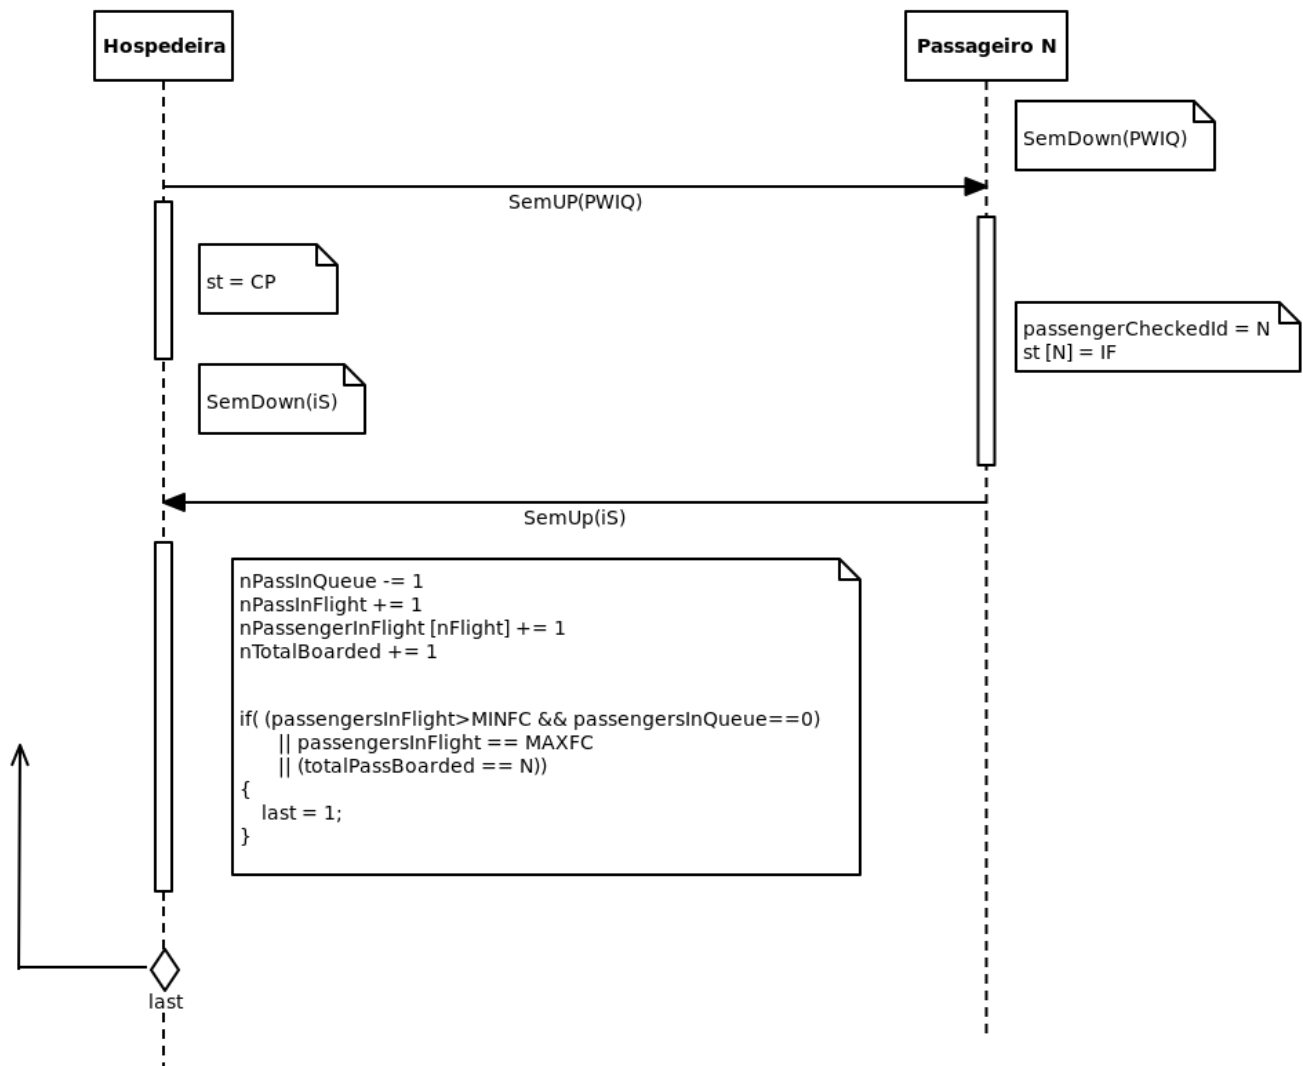 Hospedeira
Passageiro N
SemDown(PWIQ)
SemUP(PWIQ)
st = CP
passengerCheckedId = N
st [N] = IF
SemDown(iS)
SemUp(iS)
nPassInQueue -= 1
nPassInFlight += 1
nPassengerInFlight [nFlight] += 1
nTotalBoarded += 1
if( (passengersInFlight>MINFC && passengersInQueue==0)
|| passengersInFlight == MAXFC
|| (totalPassBoarded == N))
{
last = 1;
}
last